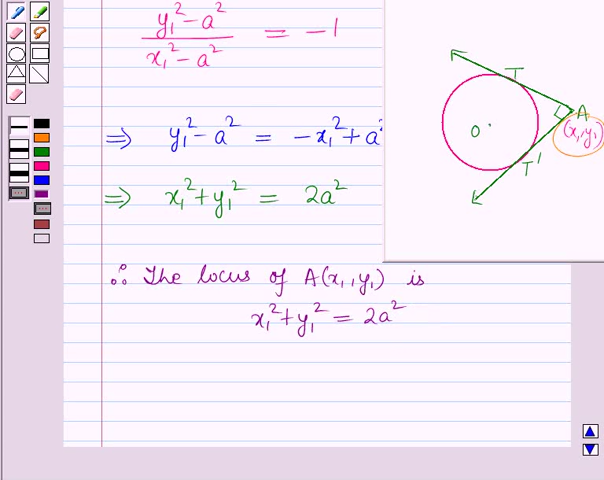 y₁² - a² / x₁² - a² = -1
⇒ y₁² - a² = -x₁² + a²
⇒ x₁² + y₁² = 2a²
∴ The locus of A(x₁, y₁) is
x₁² + y₁² = 2a²
T
A
(x₁, y₁)
O
T'